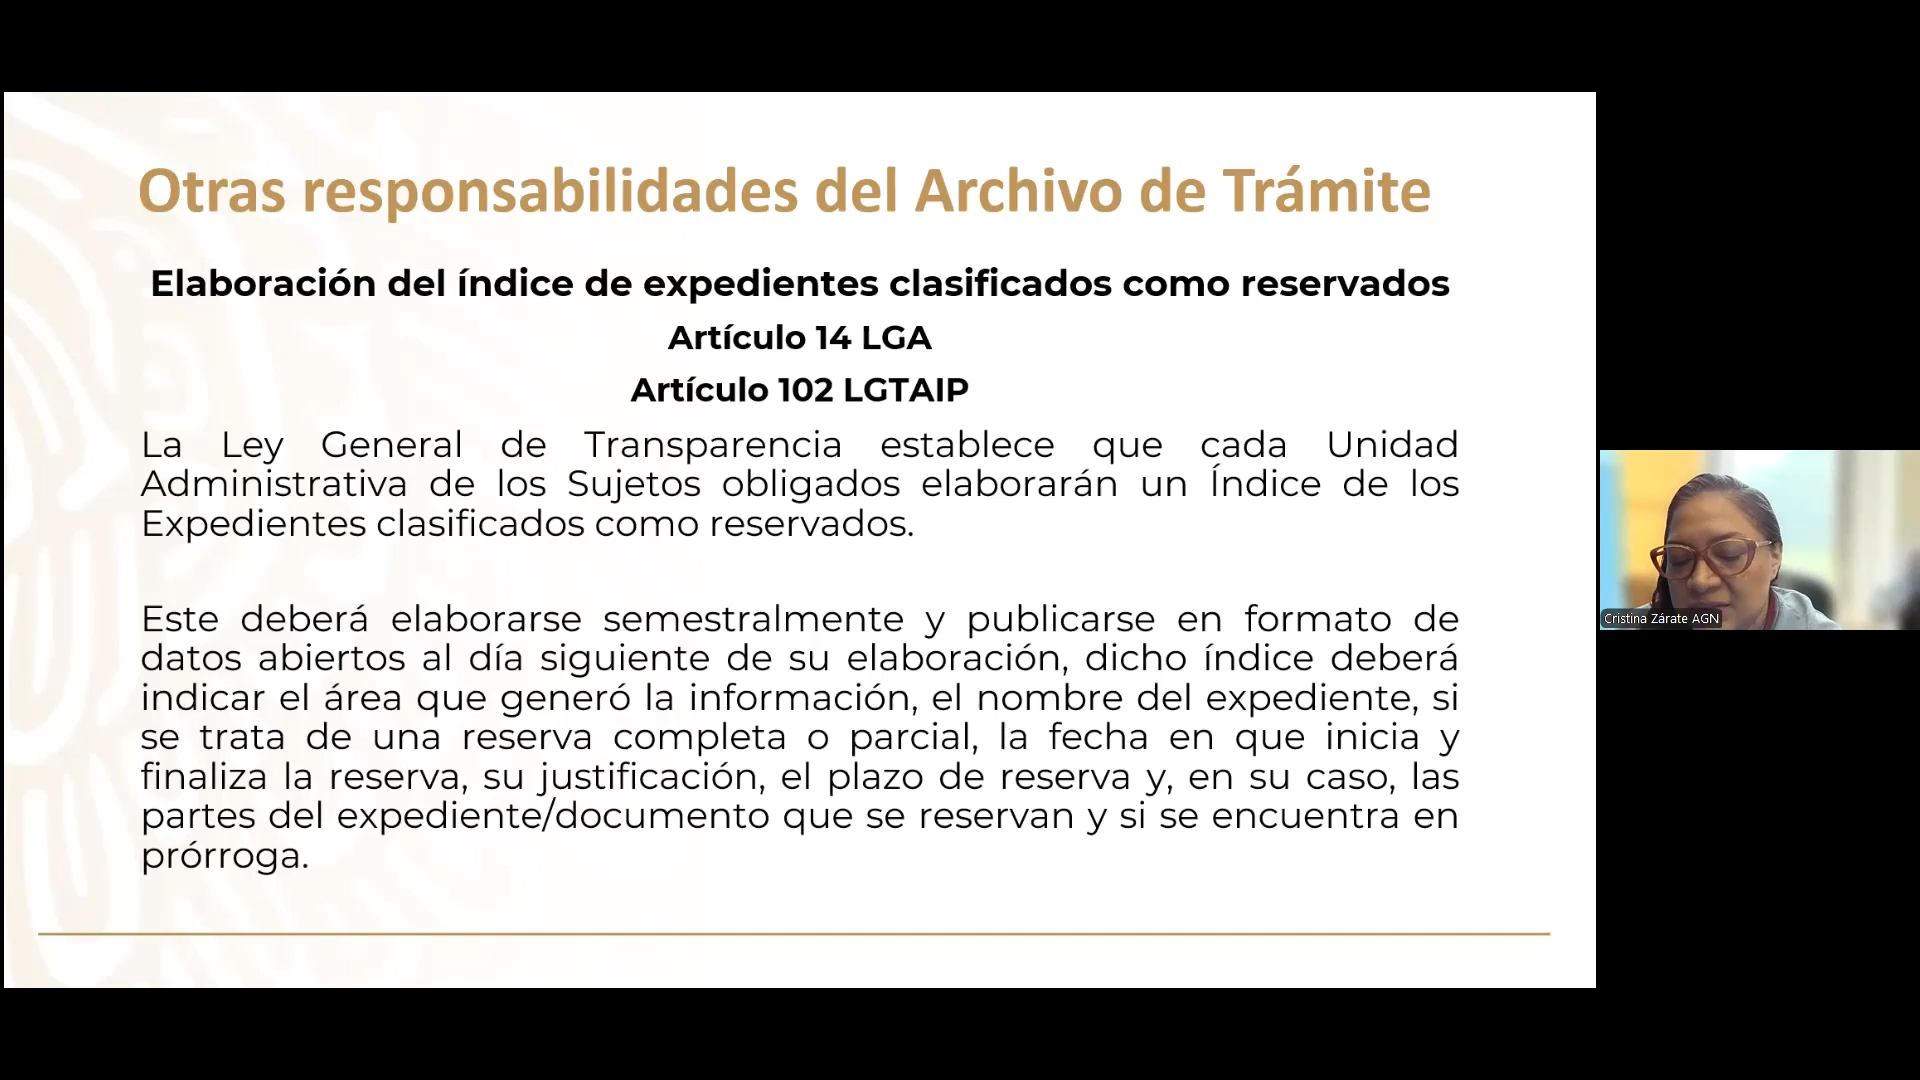 Otras responsabilidades del Archivo de Trámite
Elaboración del índice de expedientes clasificados como reservados
Artículo 14 LGA
Artículo 102 LGTAIP
La Ley General de Transparencia establece que cada Unidad
Administrativa de los Sujetos obligados elaborarán un Índice de los
Expedientes clasificados como reservados.
Este deberá elaborarse semestralmente y publicarse en formato de
datos abiertos al día siguiente de su elaboración, dicho índice deberá
indicar el área que generó la información, el nombre del expediente, si
se trata de una reserva completa o parcial, la fecha en que inicia y
finaliza la reserva, su justificación, el plazo de reserva y, en su caso, las
partes del expediente/documento que se reservan y si se encuentra en
prórroga.
Cristina Zárate AGN